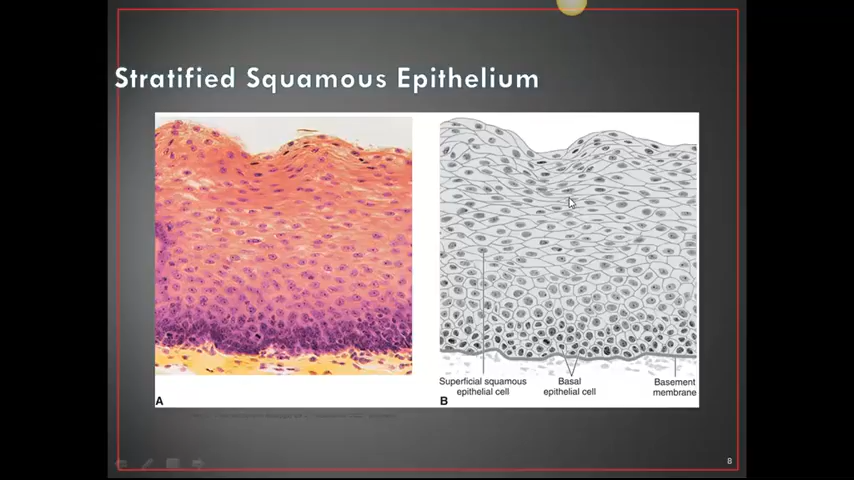 Stratified Squamous Epithelium
Superficial squamous
epithelial cell
Basal
epithelial cell
Basement
membrane
A
B
8